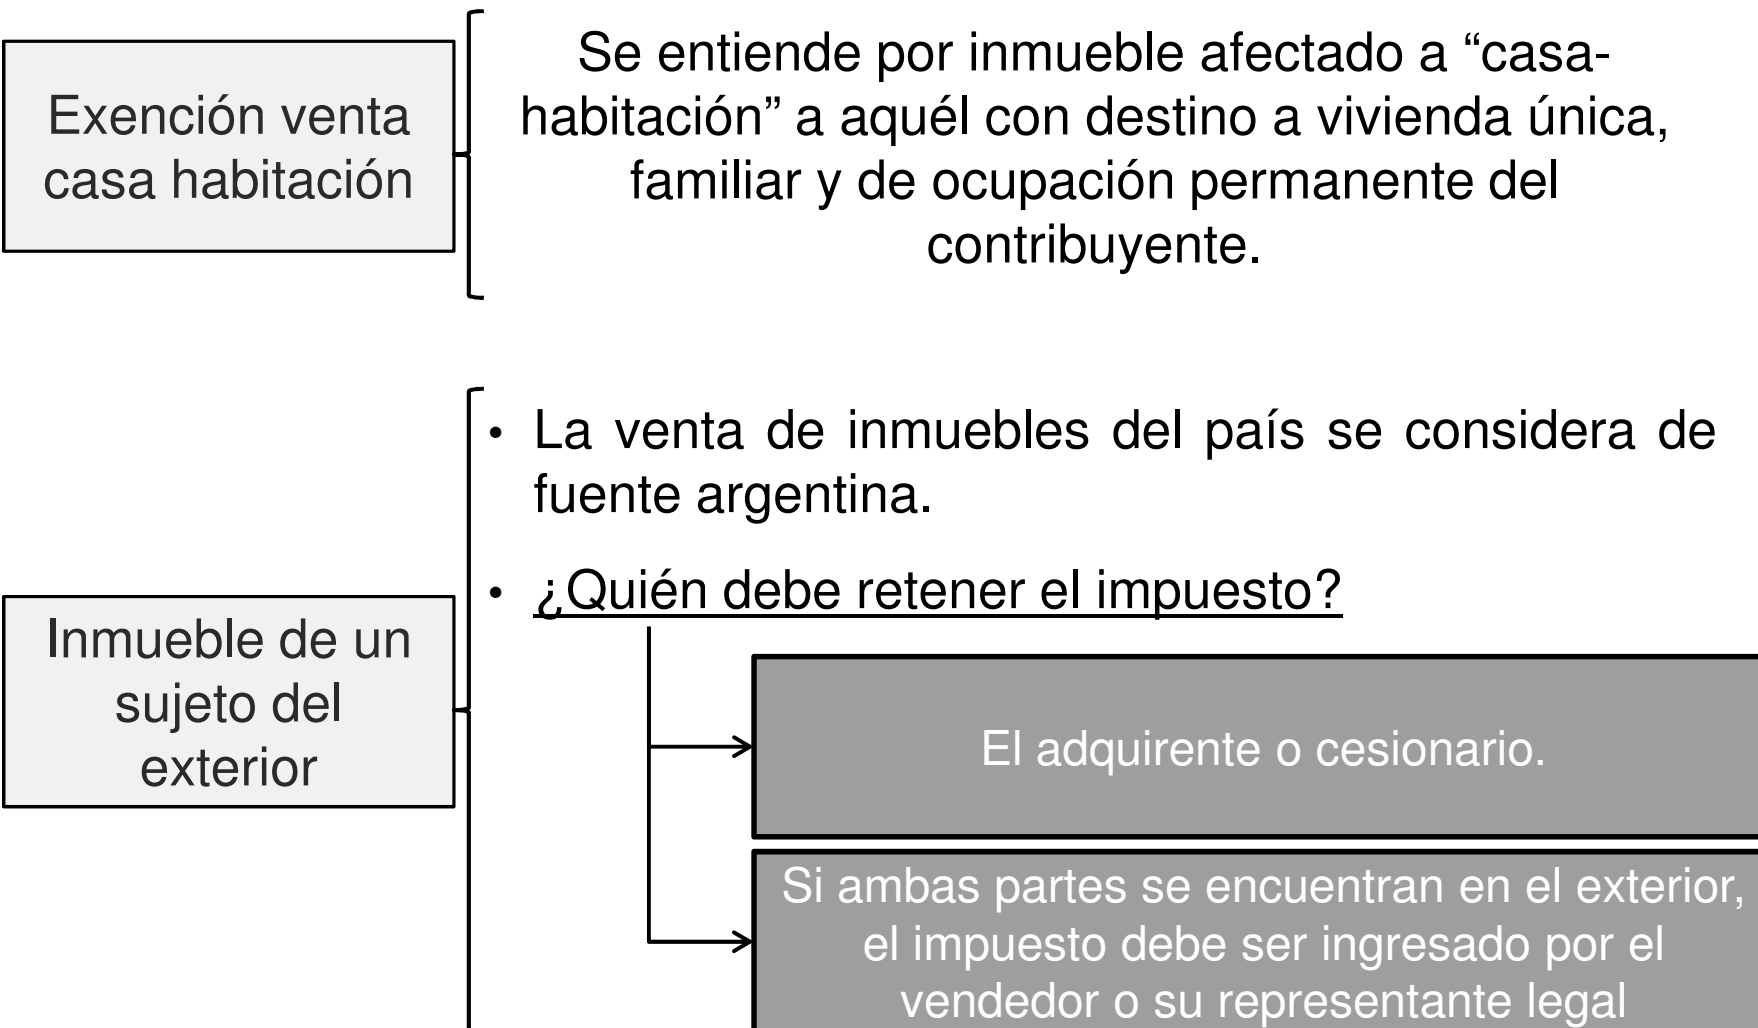 Exención venta
casa habitación
Se entiende por inmueble afectado a “casa-
habitación” a aquél con destino a vivienda única,
familiar y de ocupación permanente del
contribuyente.
• La venta de inmuebles del país se considera de
fuente argentina.
• ¿Quién debe retener el impuesto?
Inmueble de un
sujeto del
exterior
El adquirente o cesionario.
Si ambas partes se encuentran en el exterior,
el impuesto debe ser ingresado por el
vendedor o su representante legal